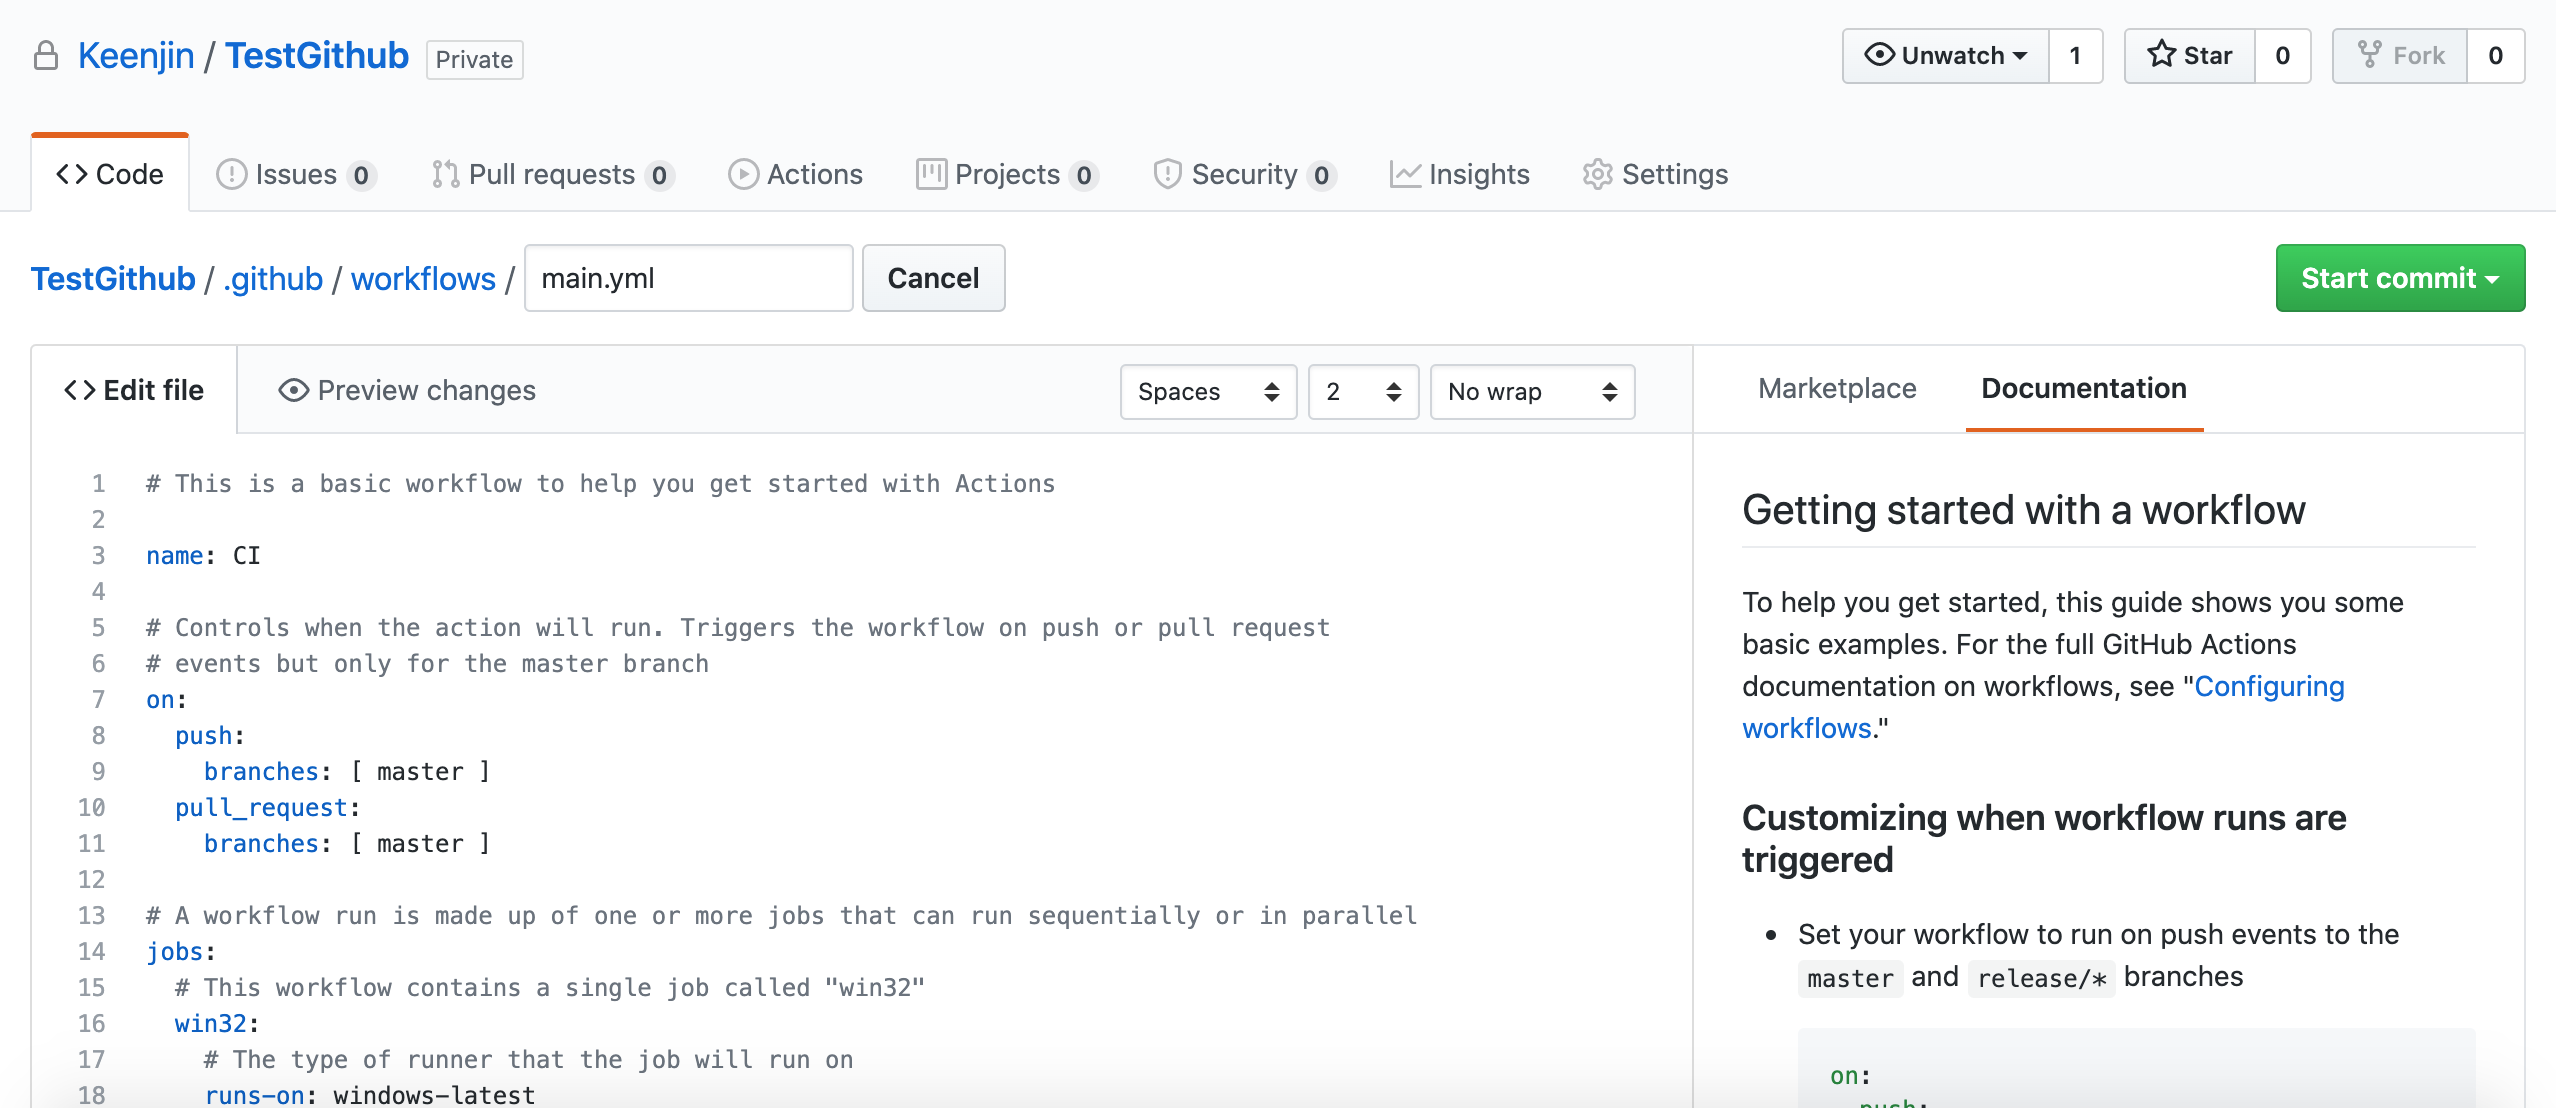 Keenjin / TestGithub Private
Unwatch 1 Star 0 Fork 0
Code Issues 0 Pull requests 0 Actions Projects 0 Security 0 Insights Settings
TestGithub / .github / workflows / main.yml Cancel Start commit
Edit file Preview changes Spaces 2 No wrap
1 # This is a basic workflow to help you get started with Actions
2
3 name: CI
4
5 # Controls when the action will run. Triggers the workflow on push or pull request
6 # events but only for the master branch
7 on:
8   push:
9     branches: [ master ]
10   pull_request:
11     branches: [ master ]
12
13 # A workflow run is made up of one or more jobs that can run sequentially or in parallel
14 jobs:
15   # This workflow contains a single job called "win32"
16   win32:
17     # The type of runner that the job will run on
18     runs-on: windows-latest
Marketplace Documentation
Getting started with a workflow
To help you get started, this guide shows you some
basic examples. For the full GitHub Actions
documentation on workflows, see "Configuring
workflows."
Customizing when workflow runs are
triggered
• Set your workflow to run on push events to the
master and release/* branches
on:
  push: